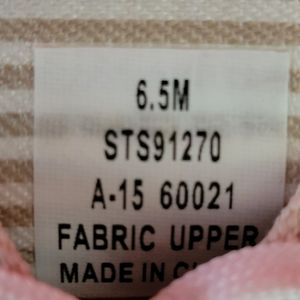 6.5M
STS91270
A-15 60021
FABRIC UPPER
MADE IN